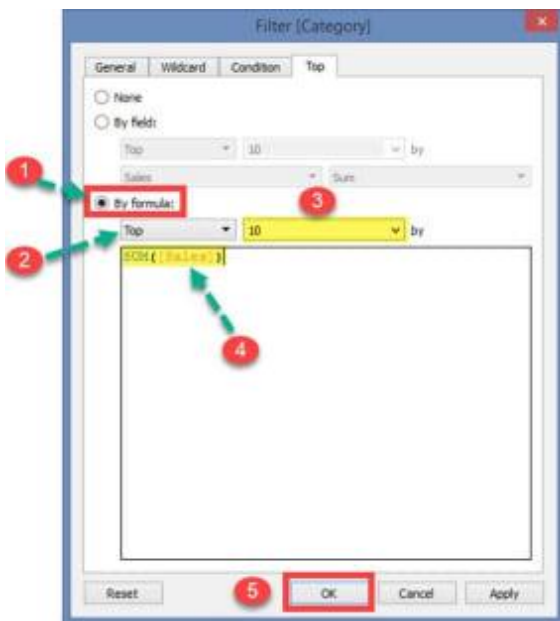 Filter [Category]
General Wildcard Condition Top
None
By field:
Top 10 by
Sales Sum
1
By formula:
3
Top 10 by
2
SUM([Sales])
4
Reset 5 OK Cancel Apply